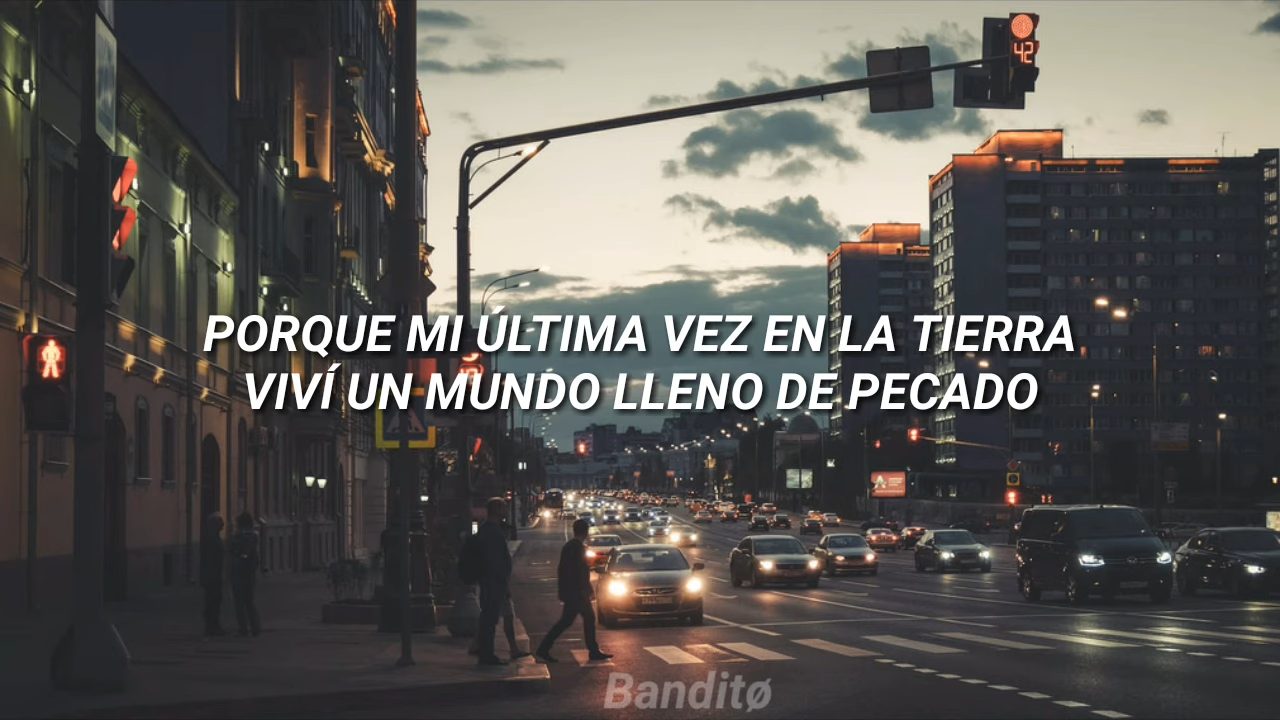 42
PORQUE MI ÚLTIMA VEZ EN LA TIERRA
VIVÍ UN MUNDO LLENO DE PECADO
Banditø